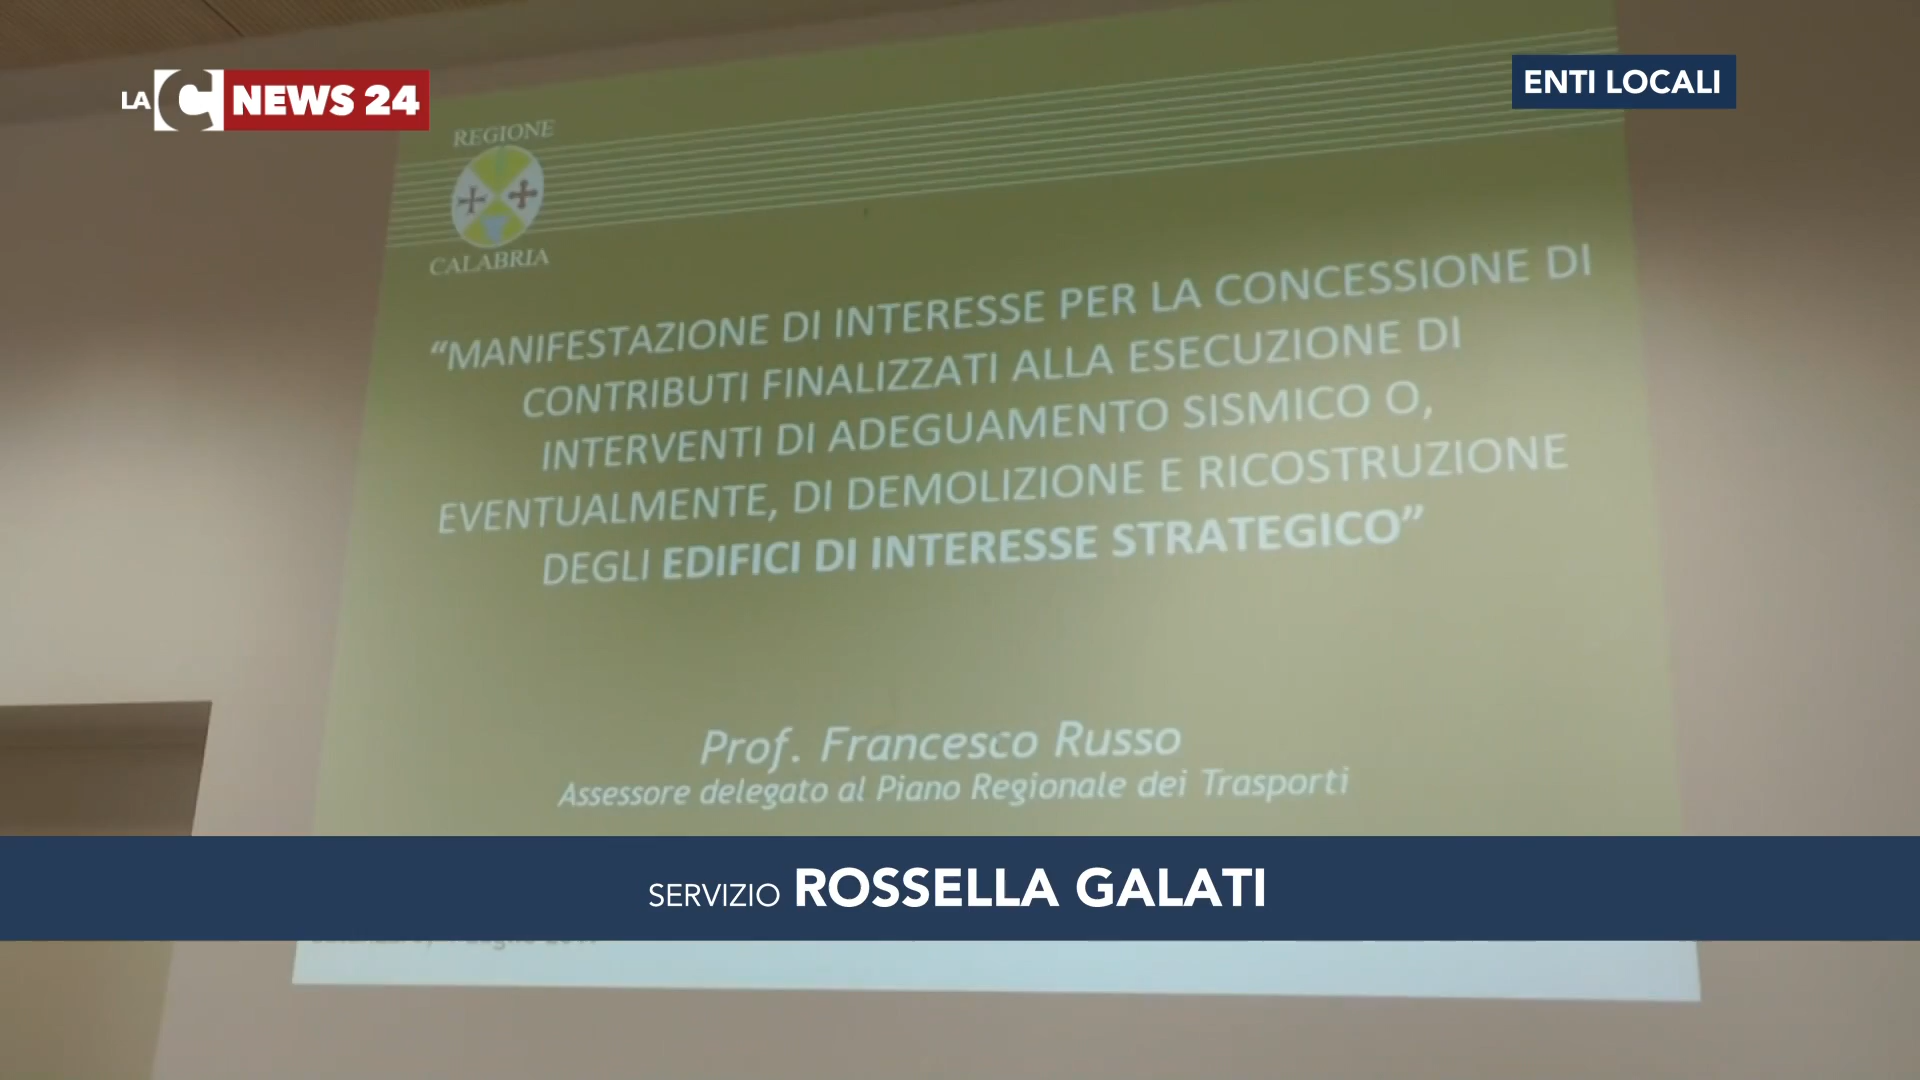 LA C NEWS 24
ENTI LOCALI
REGIONE
CALABRIA
“MANIFESTAZIONE DI INTERESSE PER LA CONCESSIONE DI
CONTRIBUTI FINALIZZATI ALLA ESECUZIONE DI
INTERVENTI DI ADEGUAMENTO SISMICO O,
EVENTUALMENTE, DI DEMOLIZIONE E RICOSTRUZIONE
DEGLI EDIFICI DI INTERESSE STRATEGICO”
Prof. Francesco Russo
Assessore delegato al Piano Regionale dei Trasporti
SERVIZIO ROSSELLA GALATI